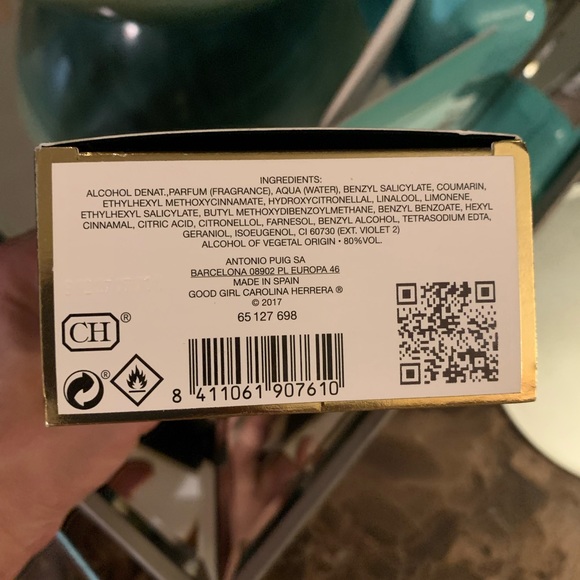 INGREDIENTS:
ALCOHOL DENAT.,PARFUM (FRAGRANCE), AQUA (WATER), BENZYL SALICYLATE, COUMARIN,
ETHYLHEXYL METHOXYCINNAMATE, HYDROXYCITRONELLAL, LINALOOL, LIMONENE,
ETHYLHEXYL SALICYLATE, BUTYL METHOXYDIBENZOYLMETHANE, BENZYL BENZOATE, HEXYL
CINNAMAL, CITRIC ACID, CITRONELLOL, FARNESOL, BENZYL ALCOHOL, TETRASODIUM EDTA,
GERANIOL, ISOEUGENOL, CI 60730 (EXT. VIOLET 2)
ALCOHOL OF VEGETAL ORIGIN • 80%VOL.
ANTONIO PUIG SA
BARCELONA 08902 PL EUROPA 46
MADE IN SPAIN
GOOD GIRL CAROLINA HERRERA ®
© 2017
65 127 698
CH ®
®
8 411061 907610